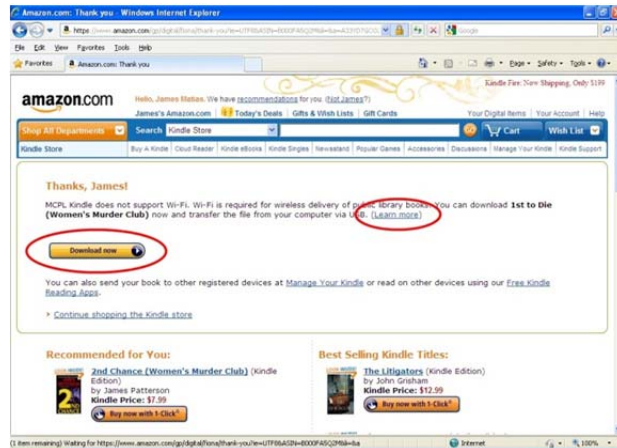 Amazon.com: Thank you - Windows Internet Explorer
Google
File Edit View Favorites Tools Help
Favorites Amazon.com: Thank you
Page Safety Tools
Kindle Fire: Now Shipping, Only $199
amazon.com
Hello, James Matias. We have recommendations for you. (Not James?)
James's Amazon.com Today's Deals Gifts & Wish Lists Gift Cards Your Digital Items Your Account Help
Shop All Departments Search Kindle Store GO Cart Wish List
Kindle Store Buy A Kindle Cloud Reader Kindle eBooks Kindle Singles Newsstand Popular Games Accessories Discussions Manage Your Kindle Kindle Support
Thanks, James!
MCPL Kindle does not support Wi-Fi. Wi-Fi is required for wireless delivery of public library books. You can download 1st to Die
(Women's Murder Club) now and transfer the file from your computer via USB. (Learn more)
Download now
You can also send your book to other registered devices at Manage Your Kindle or read on other devices using our Free Kindle
Reading Apps.
> Continue shopping the Kindle store
Recommended for You:
2nd Chance (Women's Murder Club) (Kindle
Edition)
by James Patterson
Kindle Price: $7.99
Buy now with 1-Click®
Best Selling Kindle Titles:
The Litigators (Kindle Edition)
by John Grisham
Kindle Price: $12.99
Buy now with 1-Click®
Internet 100%